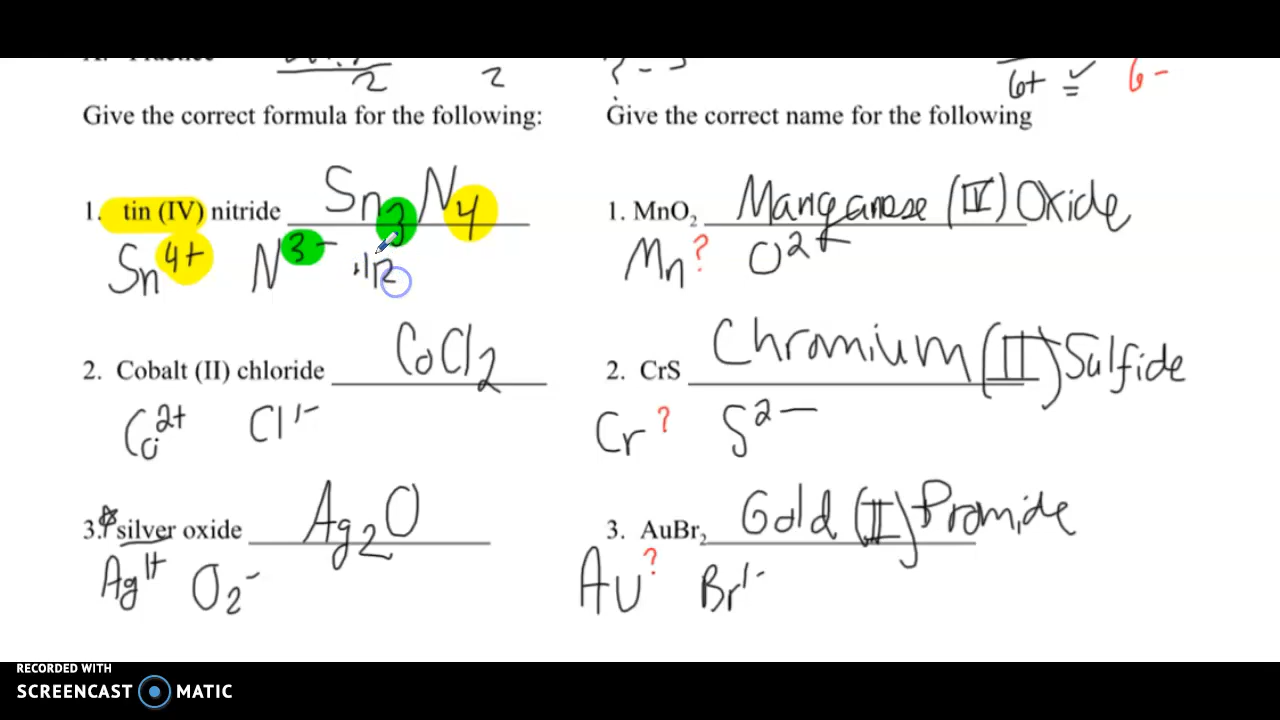 2 2 ? - 6+ 6 -
Give the correct formula for the following:
Give the correct name for the following
1. tin (IV) nitride Sn3N4
Sn4+ N3- +12
2. Cobalt (II) chloride CoCl2
Co2+ Cl1-
3. silver oxide Ag2O
Ag1+ O2-
1. MnO2 Manganese (IV) Oxide
Mn? O2-
2. CrS Chromium (II) Sulfide
Cr? S2-
3. AuBr2 Gold (II) Bromide
Au? Br1-
RECORDED WITH
SCREENCAST MATIC